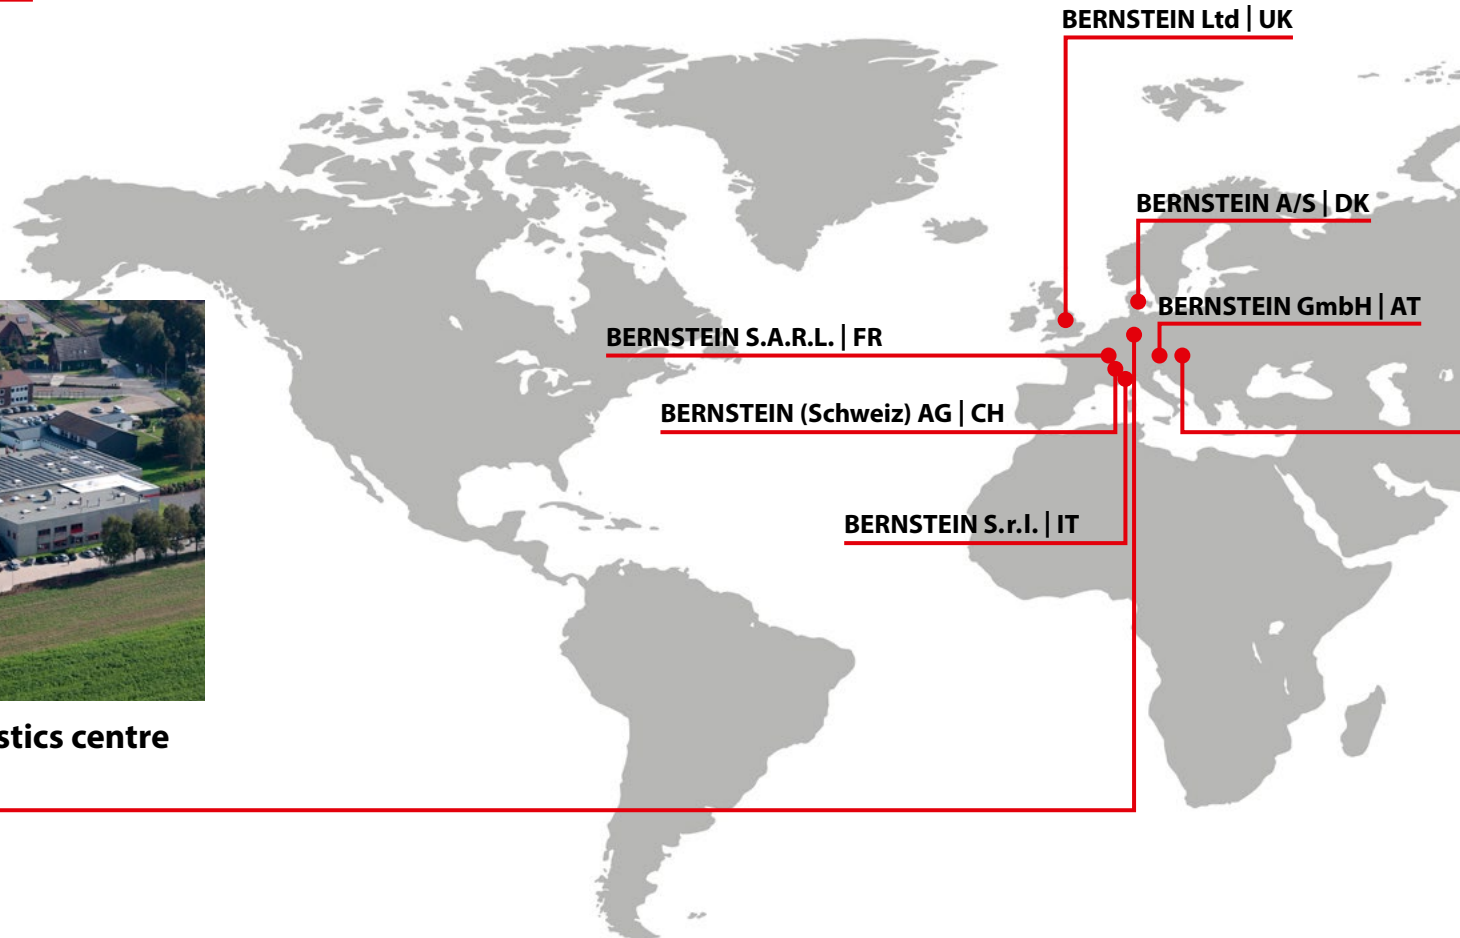 BERNSTEIN Ltd | UK
BERNSTEIN A/S | DK
BERNSTEIN GmbH | AT
BERNSTEIN S.A.R.L. | FR
BERNSTEIN (Schweiz) AG | CH
BERNSTEIN S.r.l. | IT
stics centre